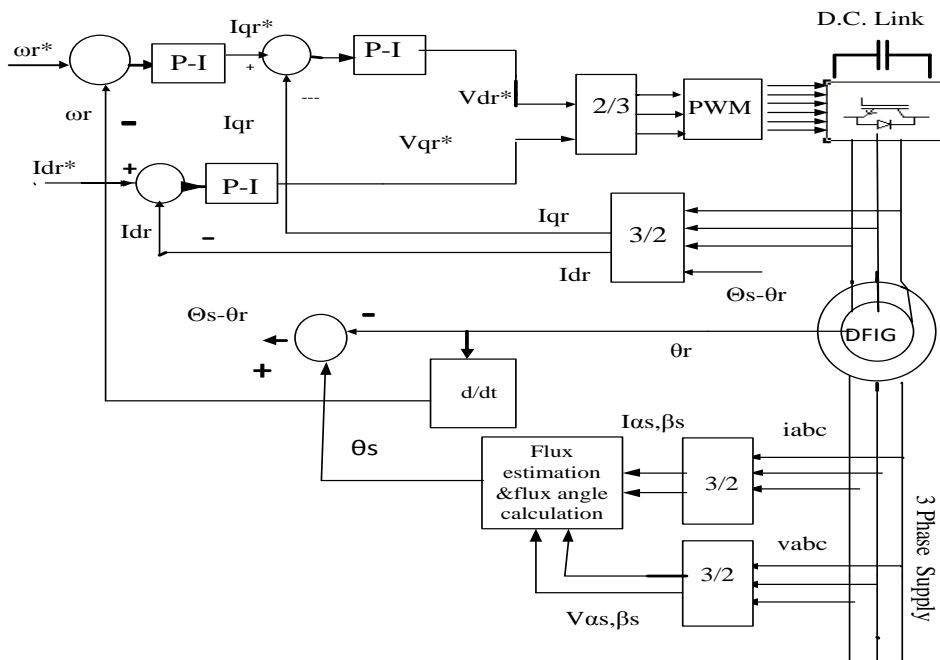 D.C. Link
Iqr*
ωr*
P-I
+
P-I
---
Vdr*
2/3
PWM
ωr
−
Iqr
Vqr*
Idr*
+
P-I
Idr
−
Iqr
3/2
Idr
Θs-θr
Θs-θr
−
+
θr
DFIG
d/dt
θs
Iαs,βs
iabc
Flux
estimation
&flux angle
calculation
3/2
3 Phase Supply
vabc
3/2
Vαs,βs